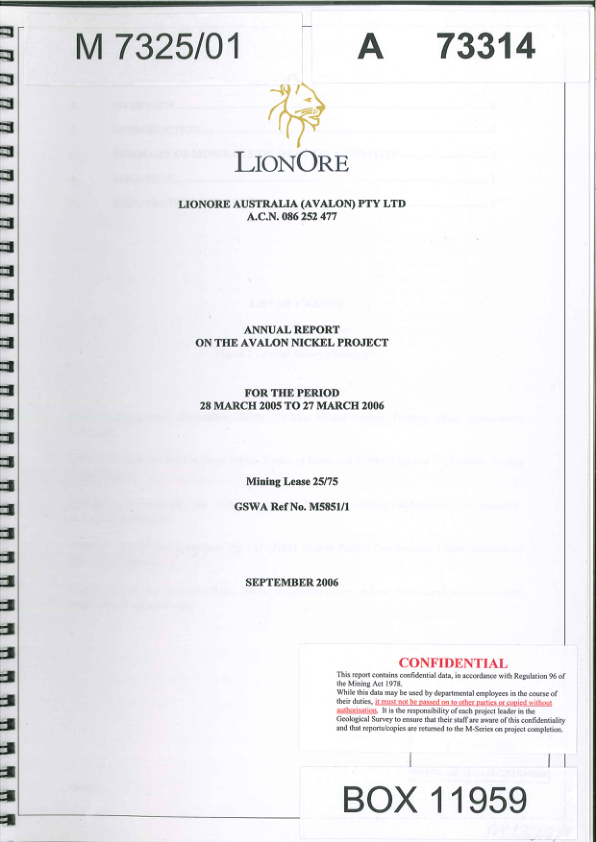 M 7325/01
A 73314
LIONORE
LIONORE AUSTRALIA (AVALON) PTY LTD
A.C.N. 086 252 477
ANNUAL REPORT
ON THE AVALON NICKEL PROJECT
FOR THE PERIOD
28 MARCH 2005 TO 27 MARCH 2006
Mining Lease 25/75
GSWA Ref No. M5851/1
SEPTEMBER 2006
CONFIDENTIAL
This report contains confidential data, in accordance with Regulation 96 of
the Mining Act 1978.
While this data may be used by departmental employees in the course of
their duties, it must not be passed on to other parties or copied without
authorisation. It is the responsibility of each project leader in the
Geological Survey to ensure that their staff are aware of this confidentiality
and that reports/copies are returned to the M-Series on project completion.
BOX 11959